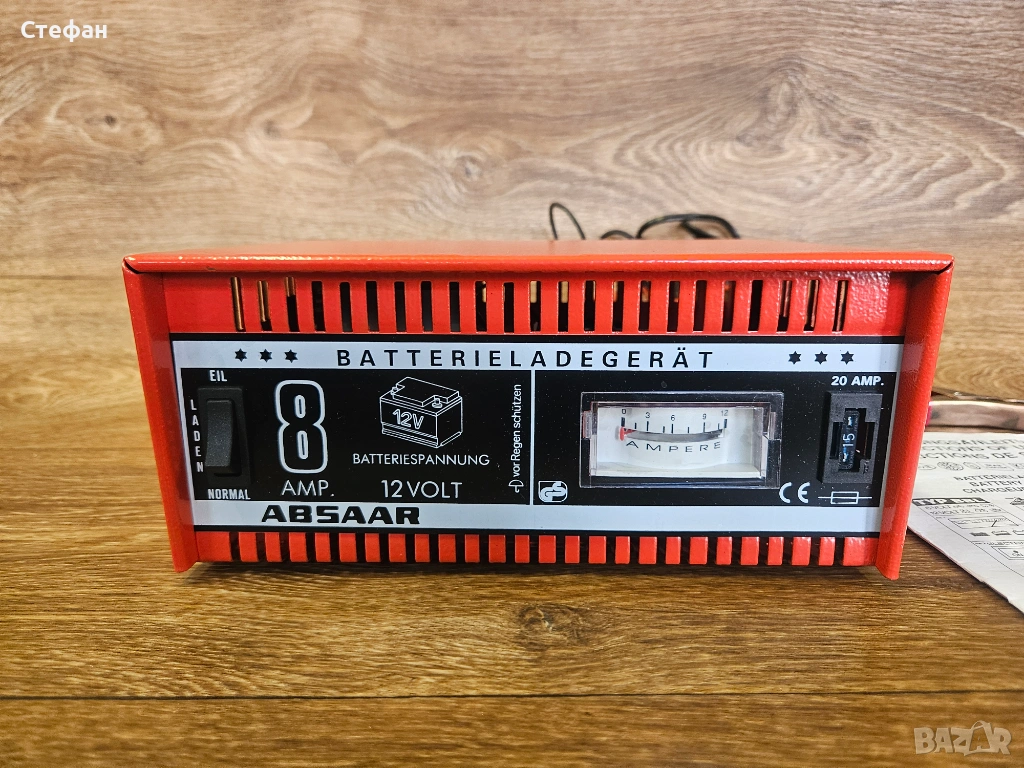 Стефан
*** BATTERIELADEGERÄT ***
EIL
LADEN
NORMAL
8
AMP.
12V
BATTERIESPANNUNG
12 VOLT
vor Regen schützen
0 3 6 9 12
AMPERE
20 AMP.
15
CE
ABSAAR
BAZAR